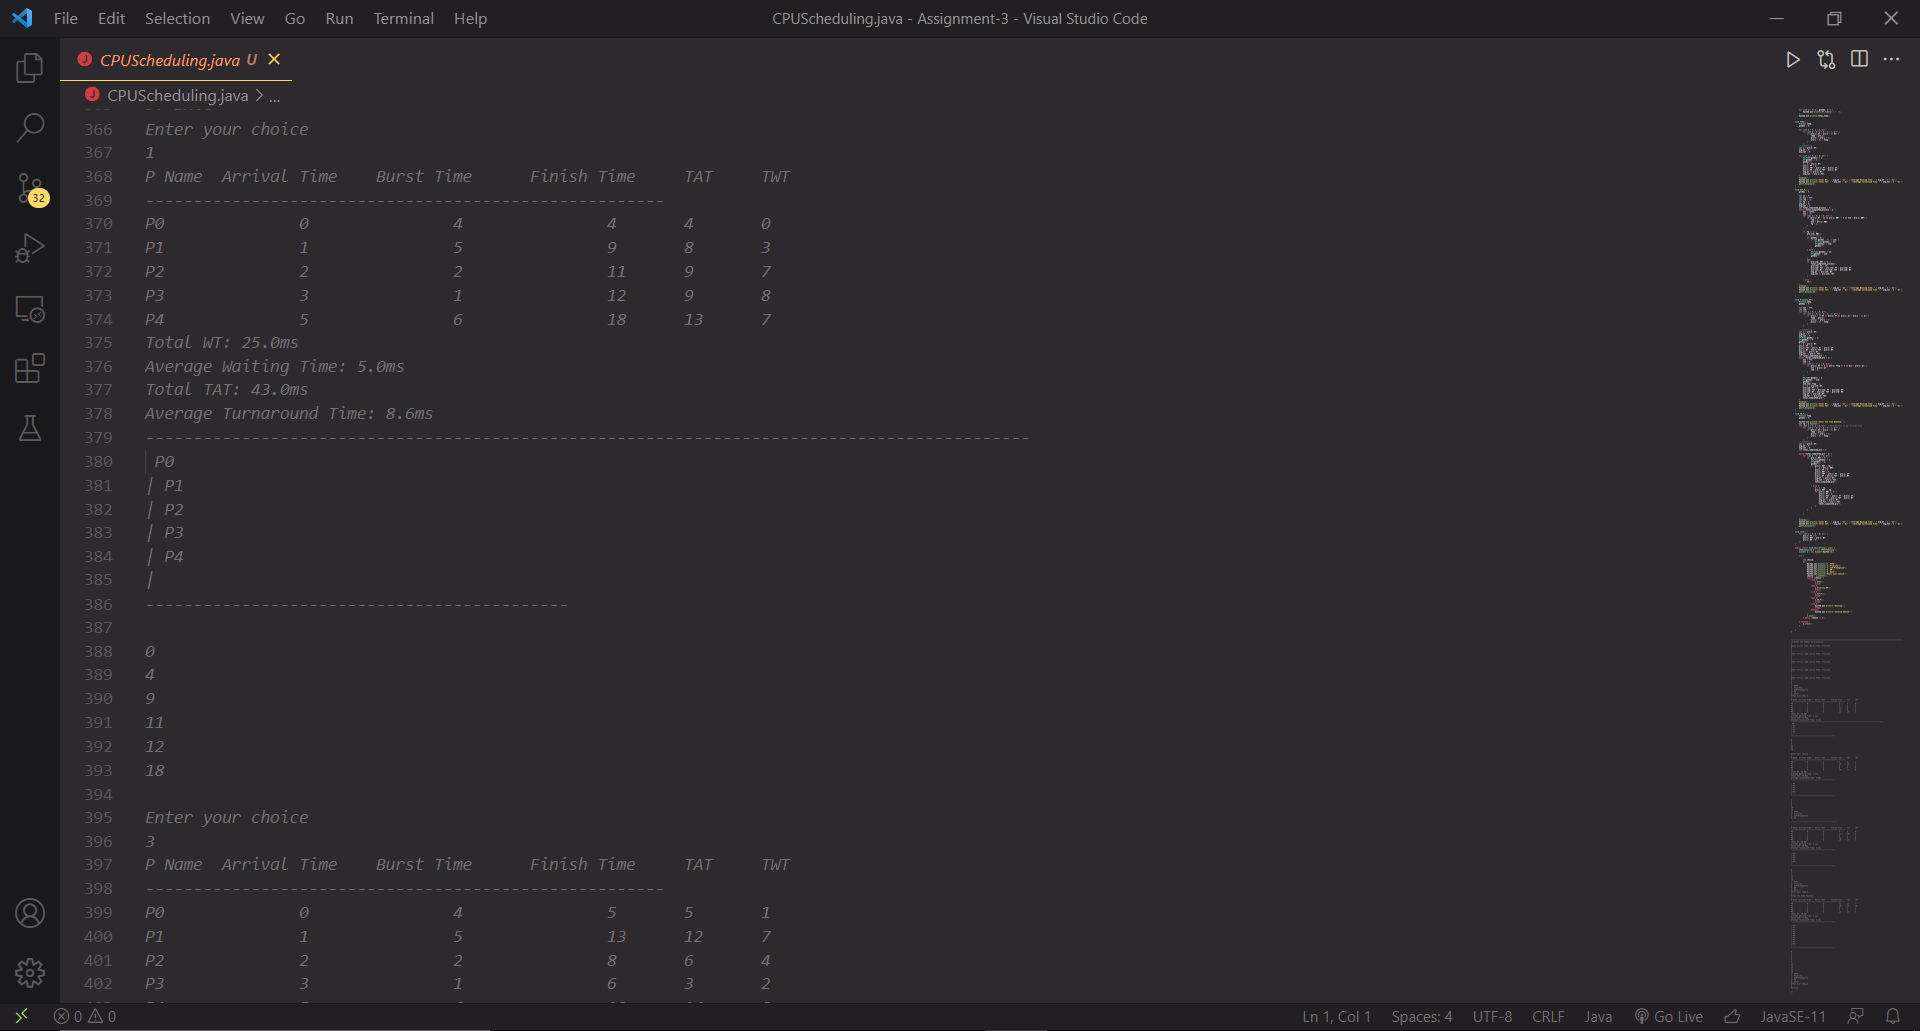 File Edit Selection View Go Run Terminal Help
CPUScheduling.java - Assignment-3 - Visual Studio Code
CPUScheduling.java U
CPUScheduling.java > ...
366 Enter your choice
367 1
368 P Name Arrival Time Burst Time Finish Time TAT TWT
369 ------------------------------------------------------
370 P0 0 4 4 4 0
371 P1 1 5 9 8 3
372 P2 2 2 11 9 7
373 P3 3 1 12 9 8
374 P4 5 6 18 13 7
375 Total WT: 25.0ms
376 Average Waiting Time: 5.0ms
377 Total TAT: 43.0ms
378 Average Turnaround Time: 8.6ms
379 --------------------------------------------------------------------------------------------
380 P0
381 | P1
382 | P2
383 | P3
384 | P4
385 |
386 --------------------------------------------
387
388 0
389 4
390 9
391 11
392 12
393 18
394
395 Enter your choice
396 3
397 P Name Arrival Time Burst Time Finish Time TAT TWT
398 ------------------------------------------------------
399 P0 0 4 5 5 1
400 P1 1 5 13 12 7
401 P2 2 2 8 6 4
402 P3 3 1 6 3 2
32
0 0
Ln 1, Col 1 Spaces: 4 UTF-8 CRLF Java Go Live JavaSE-11